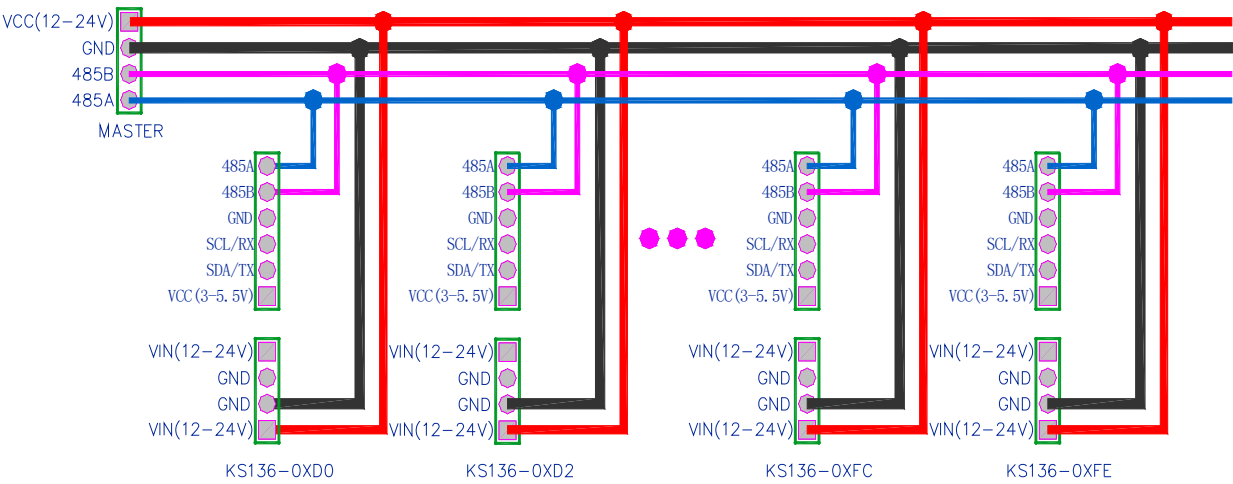 VCC(12-24V)
GND
485B
485A
MASTER
485A 485A 485A 485A
485B 485B 485B 485B
GND GND GND GND
SCL/RX SCL/RX SCL/RX SCL/RX
SDA/TX SDA/TX SDA/TX SDA/TX
VCC(3-5.5V) VCC(3-5.5V) VCC(3-5.5V) VCC(3-5.5V)
VIN(12-24V) VIN(12-24V) VIN(12-24V) VIN(12-24V)
GND GND GND GND
GND GND GND GND
VIN(12-24V) VIN(12-24V) VIN(12-24V) VIN(12-24V)
KS136-0XD0 KS136-0XD2 KS136-0XFC KS136-0XFE